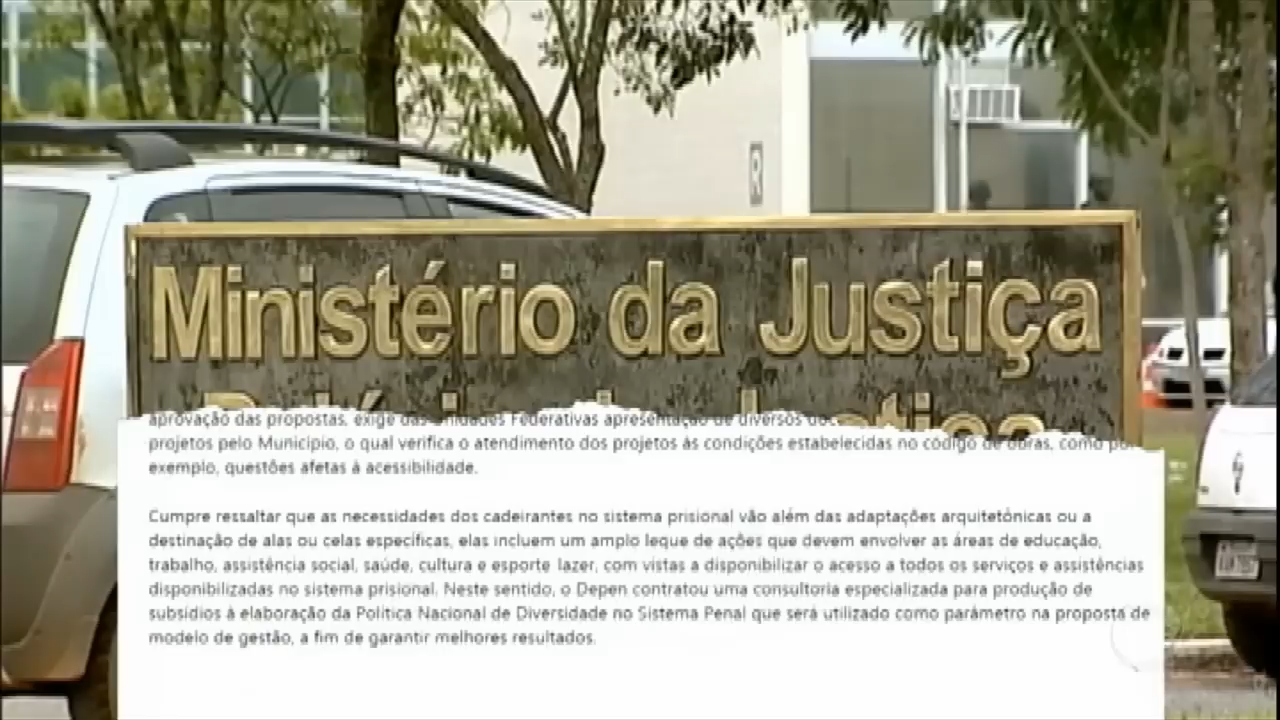 R
Ministério da Justiça
aprovação das propostas, exige das Unidades Federativas apresentação de diversos
projetos pelo Município, o qual verifica o atendimento dos projetos às condições estabelecidas no código de obras, como por
exemplo, questões afetas à acessibilidade.
Cumpre ressaltar que as necessidades dos cadeirantes no sistema prisional vão além das adaptações arquitetônicas ou a
destinação de alas ou celas específicas, elas incluem um amplo leque de ações que devem envolver as áreas de educação,
trabalho, assistência social, saúde, cultura e esporte lazer, com vistas a disponibilizar o acesso a todos os serviços e assistências
disponibilizadas no sistema prisional. Neste sentido, o Depen contratou uma consultoria especializada para produção de
subsídios à elaboração da Política Nacional de Diversidade no Sistema Penal que será utilizado como parâmetro na proposta de
modelo de gestão, a fim de garantir melhores resultados.